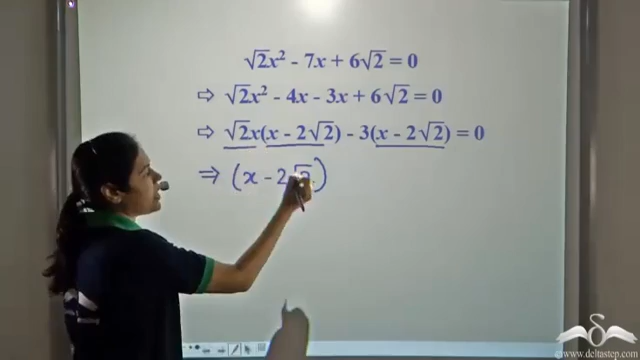 √2x² - 7x + 6√2 = 0
⇨ √2x² - 4x - 3x + 6√2 = 0
⇨ √2x(x - 2√2) - 3(x - 2√2) = 0
⇒ (x - 2√2)
©www.deltastep.com